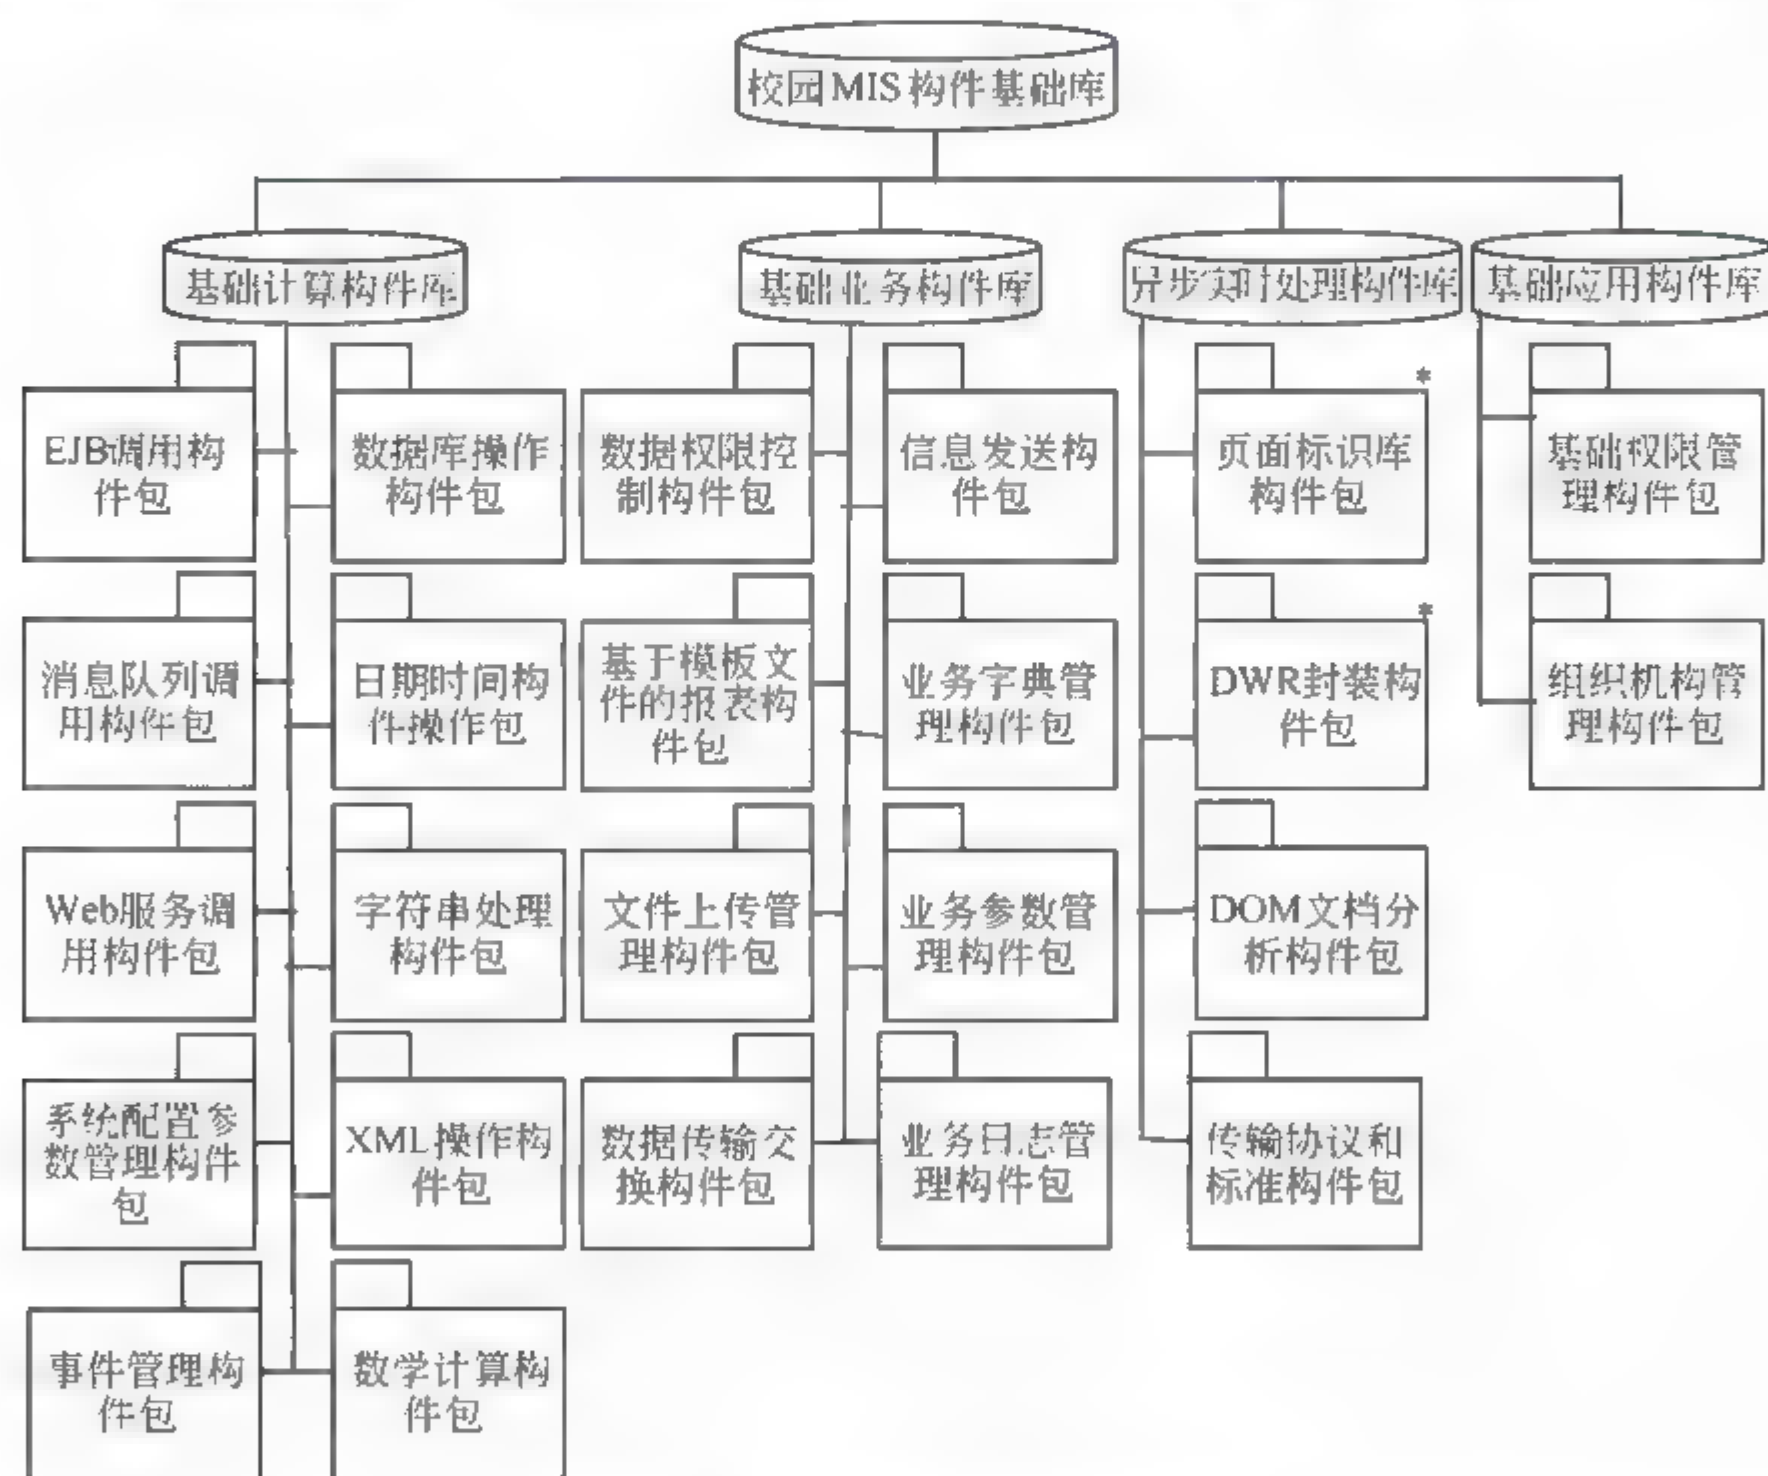 校园MIS构件基础库
基础计算构件库
基础业务构件库
异步实时处理构件库
基础应用构件库
EJB调用构
件包
数据库操作
构件包
数据权限控
制构件包
信息发送构
件包
*
页面标识库
构件包
基础权限管
理构件包
消息队列调
用构件包
日期时间构
件操作包
基于模板文
件的报表构
件包
业务字典管
理构件包
*
DWR封装构
件包
组织机构管
理构件包
Web服务调
用构件包
字符串处理
构件包
文件上传管
理构件包
业务参数管
理构件包
DOM文档分
析构件包
系统配置参
数管理构件
包
XML操作构
件包
数据传输交
换构件包
业务日志管
理构件包
传输协议和
标准构件包
事件管理构
件包
数学计算构
件包